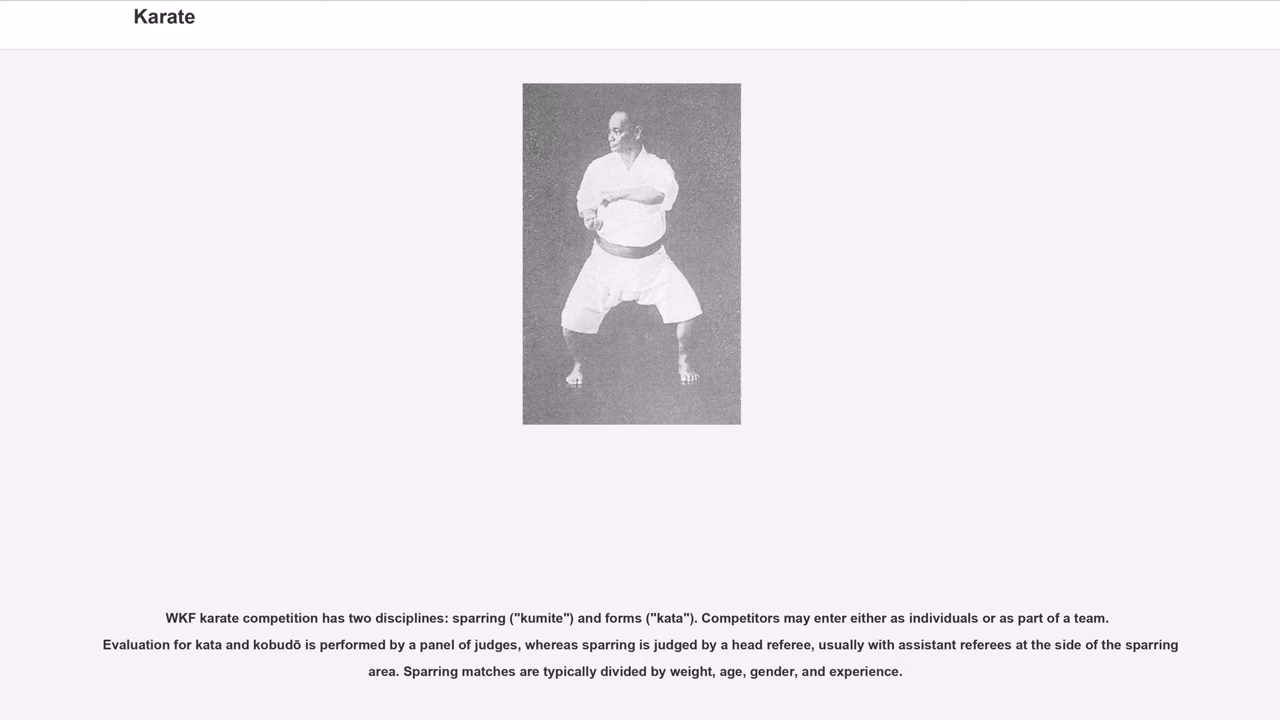 Karate
WKF karate competition has two disciplines: sparring ("kumite") and forms ("kata"). Competitors may enter either as individuals or as part of a team.
Evaluation for kata and kobudō is performed by a panel of judges, whereas sparring is judged by a head referee, usually with assistant referees at the side of the sparring
area. Sparring matches are typically divided by weight, age, gender, and experience.